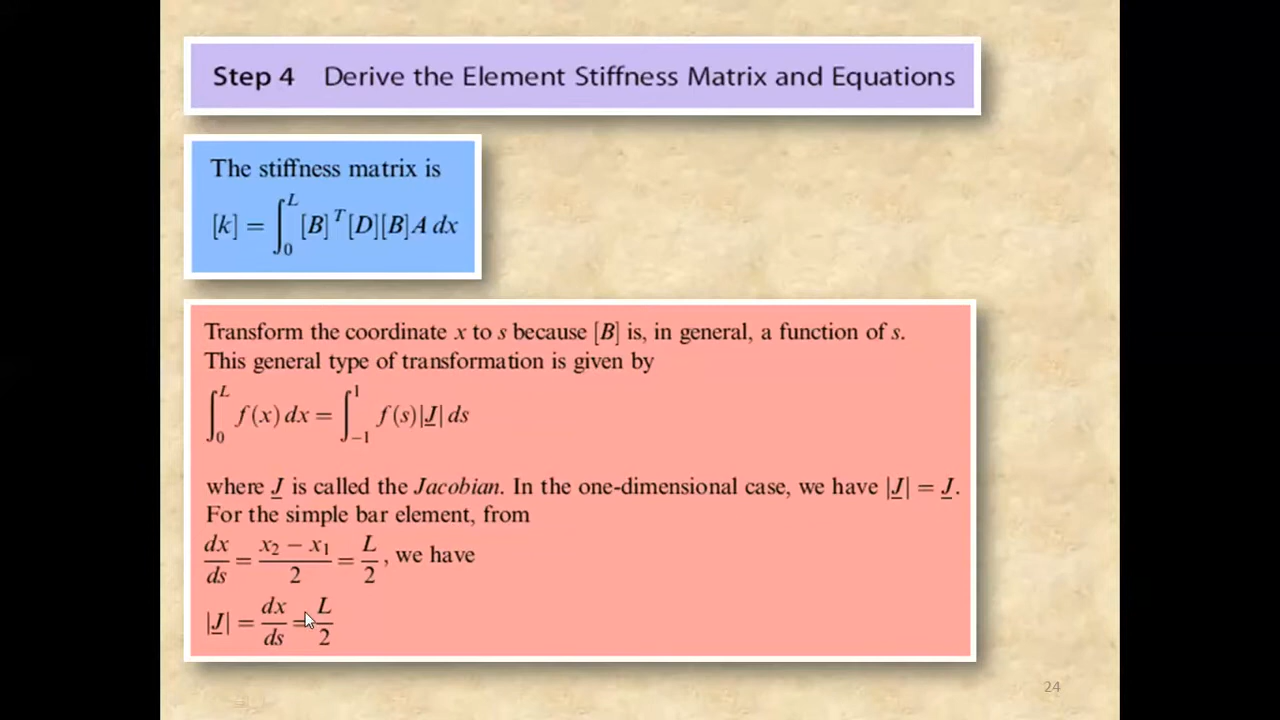 Step 4 Derive the Element Stiffness Matrix and Equations
The stiffness matrix is
[k] = ∫₀ᴸ [B]ᵀ[D][B]A dx
Transform the coordinate x to s because [B] is, in general, a function of s.
This general type of transformation is given by
∫₀ᴸ f(x) dx = ∫₋₁¹ f(s)|J̲| ds
where J̲ is called the Jacobian. In the one-dimensional case, we have |J̲| = J̲.
For the simple bar element, from
dx/ds = (x₂ − x₁)/2 = L/2, we have
|J̲| = dx/ds = L/2
24